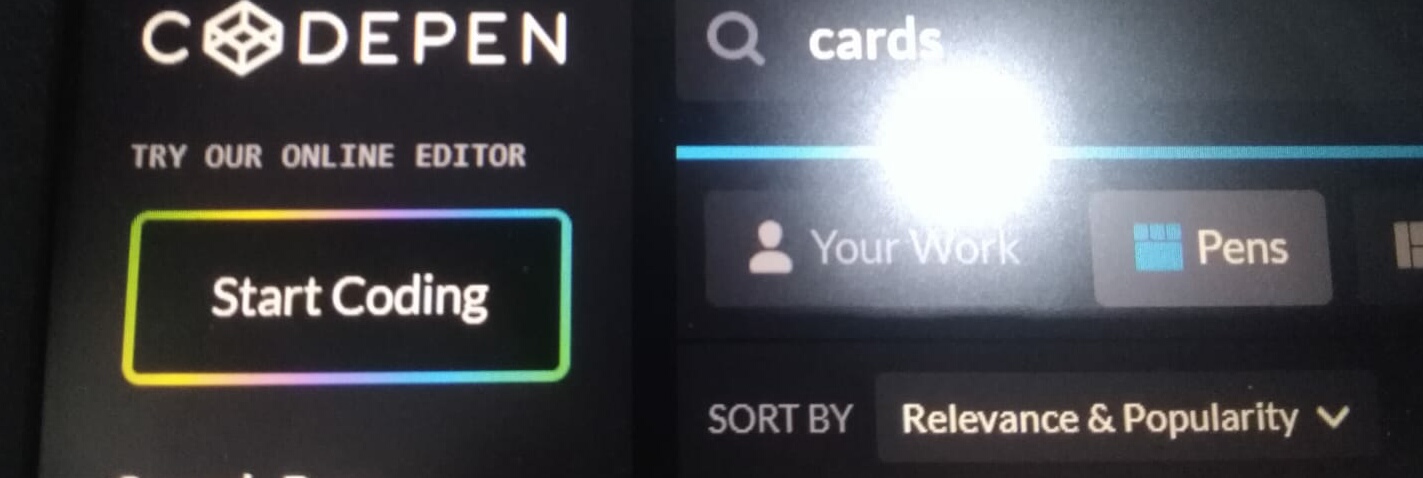 CODEPEN
TRY OUR ONLINE EDITOR
Start Coding
cards
Your Work
Pens
SORT BY Relevance & Popularity